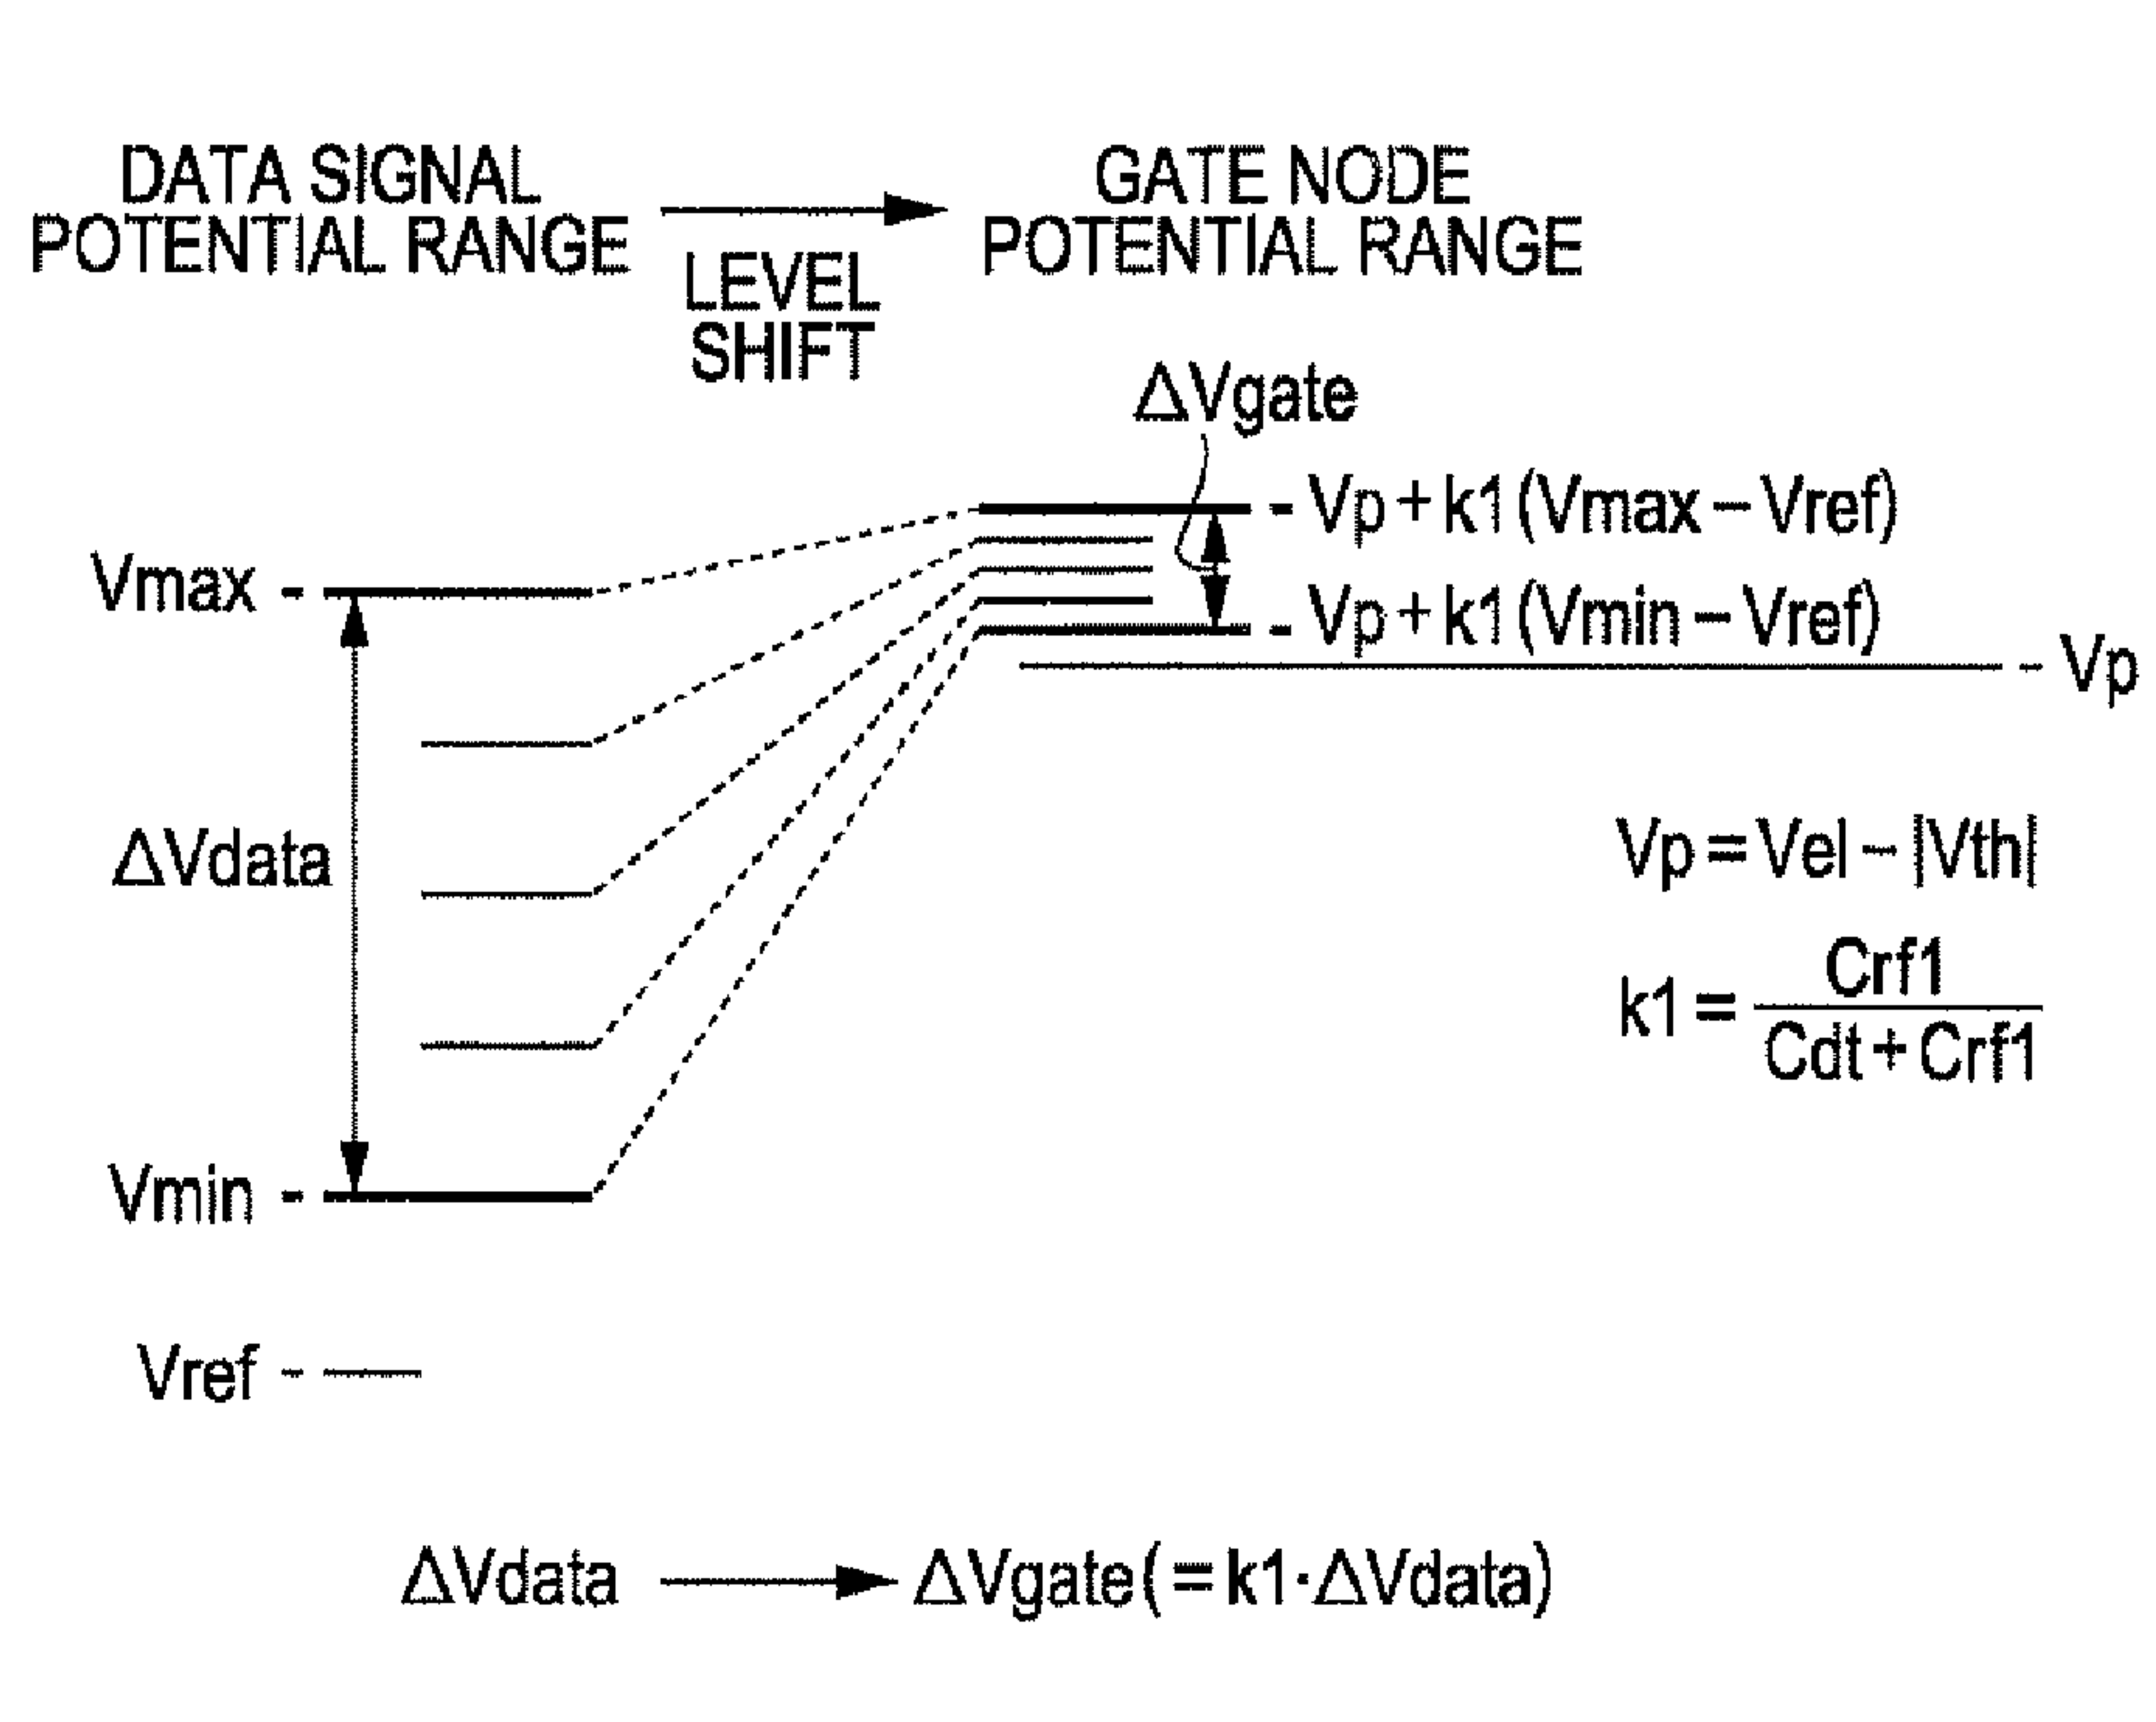 DATA SIGNAL
POTENTIAL RANGE
LEVEL
SHIFT
GATE NODE
POTENTIAL RANGE
ΔVgate
Vp + k1 (Vmax – Vref)
Vmax
Vp + k1 (Vmin – Vref)
Vp
ΔVdata
Vp = Vel – |Vth|
k1 = Crf1 / Cdt + Crf1
Vmin
Vref
ΔVdata → ΔVgate ( = k1 · ΔVdata)